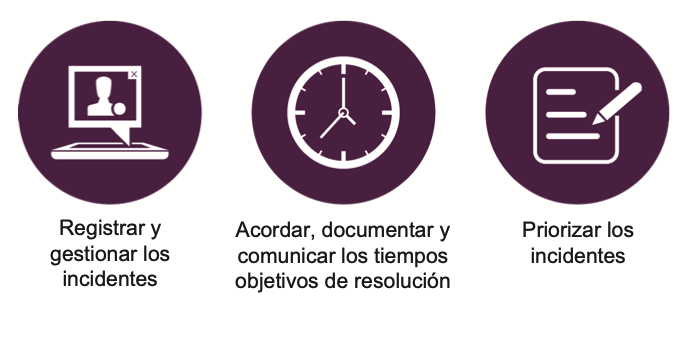 Registrar y
gestionar los
incidentes
Acordar, documentar y
comunicar los tiempos
objetivos de resolución
Priorizar los
incidentes